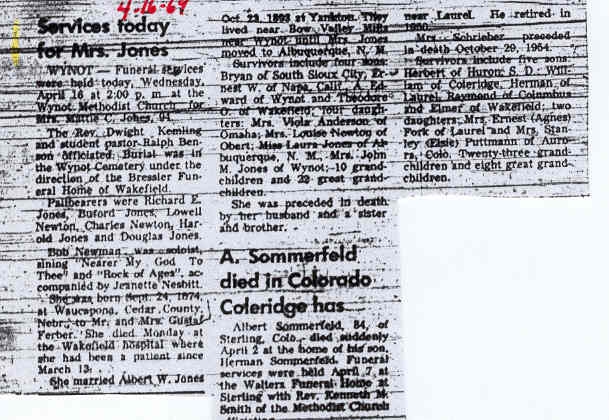 4-16-69
Services today
for Mrs. Jones
WYNOT — Funeral services
were held today, Wednesday,
April 16 at 2:00 p. m. at the
Wynot Methodist Church for
Mrs. Mattie C. Jones, 94.
The Rev. Dwight Kemling
and student pastor Ralph Ben-
son officiated. Burial was in
the Wynot Cemetery under the
direction of the Bressler Fun-
eral Home of Wakefield.
Pallbearers were Richard E.
Jones, Buford Jones, Lowell
Newton, Charles Newton, Har-
old Jones and Douglas Jones.
Bob Newman was soloist,
sining "Nearer My God To
Thee" and "Rock of Ages", ac-
companied by Jeanette Nesbitt.
She was born Sept. 24, 1874,
at Waucapona, Cedar County,
Nebr., to Mr. and Mrs. Gustaf
Ferber. She died Monday at
the Wakefield hospital where
she had been a patient since
March 13.
She married Albert W. Jones
Oct. 23, 1893 at Yankton. They
lived near Bow Valley Mills
near Wynot until Mrs. Jones
moved to Albuquerque, N. M.
Survivors include four sons:
Bryan of South Sioux City, Er-
nest W. of Napa, Calif., A. Ed-
ward of Wynot and Theodore
G. of Wakefield; four daugh-
ters: Mrs. Viola Anderson of
Omaha; Mrs. Louise Newton of
Obert; Miss Laura Jones of Al-
buquerque, N. M., Mrs. John
M. Jones of Wynot; 10 grand-
children and 22 great grand-
children.
She was preceded in death
by her husband and a sister
and brother.
A. Sommerfeld
died in Colorado
Coleridge has
Albert Sommerfeld, 84, of
Sterling, Colo., died suddenly
April 2 at the home of his son,
Herman Sommerfeld. Funeral
services were held April 7 at
the Walters Funeral Home at
Sterling with Rev. Kenneth M.
Smith of the Methodist Church
near Laurel. He retired in
1950.
Mrs. Schrieber preceded
in death October 29, 1954.
Survivors include five sons:
Herbert of Huron, S. D., Will-
iam of Coleridge, Herman of
Laurel, Raymond of Columbus
and Elmer of Wakefield; two
daughters, Mrs. Ernest (Agnes)
Fork of Laurel and Mrs. Stan-
ley (Elsie) Puttmann of Auro-
ra, Colo. Twenty-three grand-
children and eight great grand-
children.